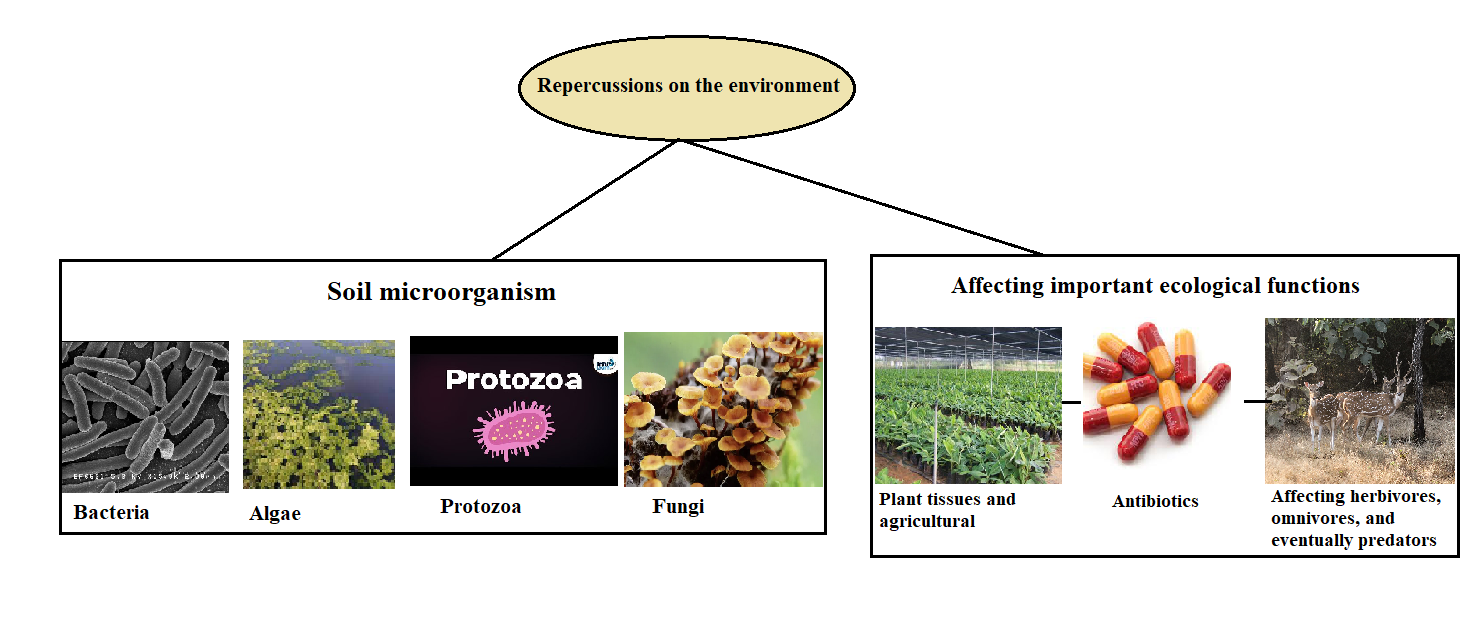 Repercussions on the environment
Soil microorganism
Affecting important ecological functions
Protozoa
Bacteria
Algae
Protozoa
Fungi
Plant tissues and
agricultural
Antibiotics
Affecting herbivores,
omnivores, and
eventually predators